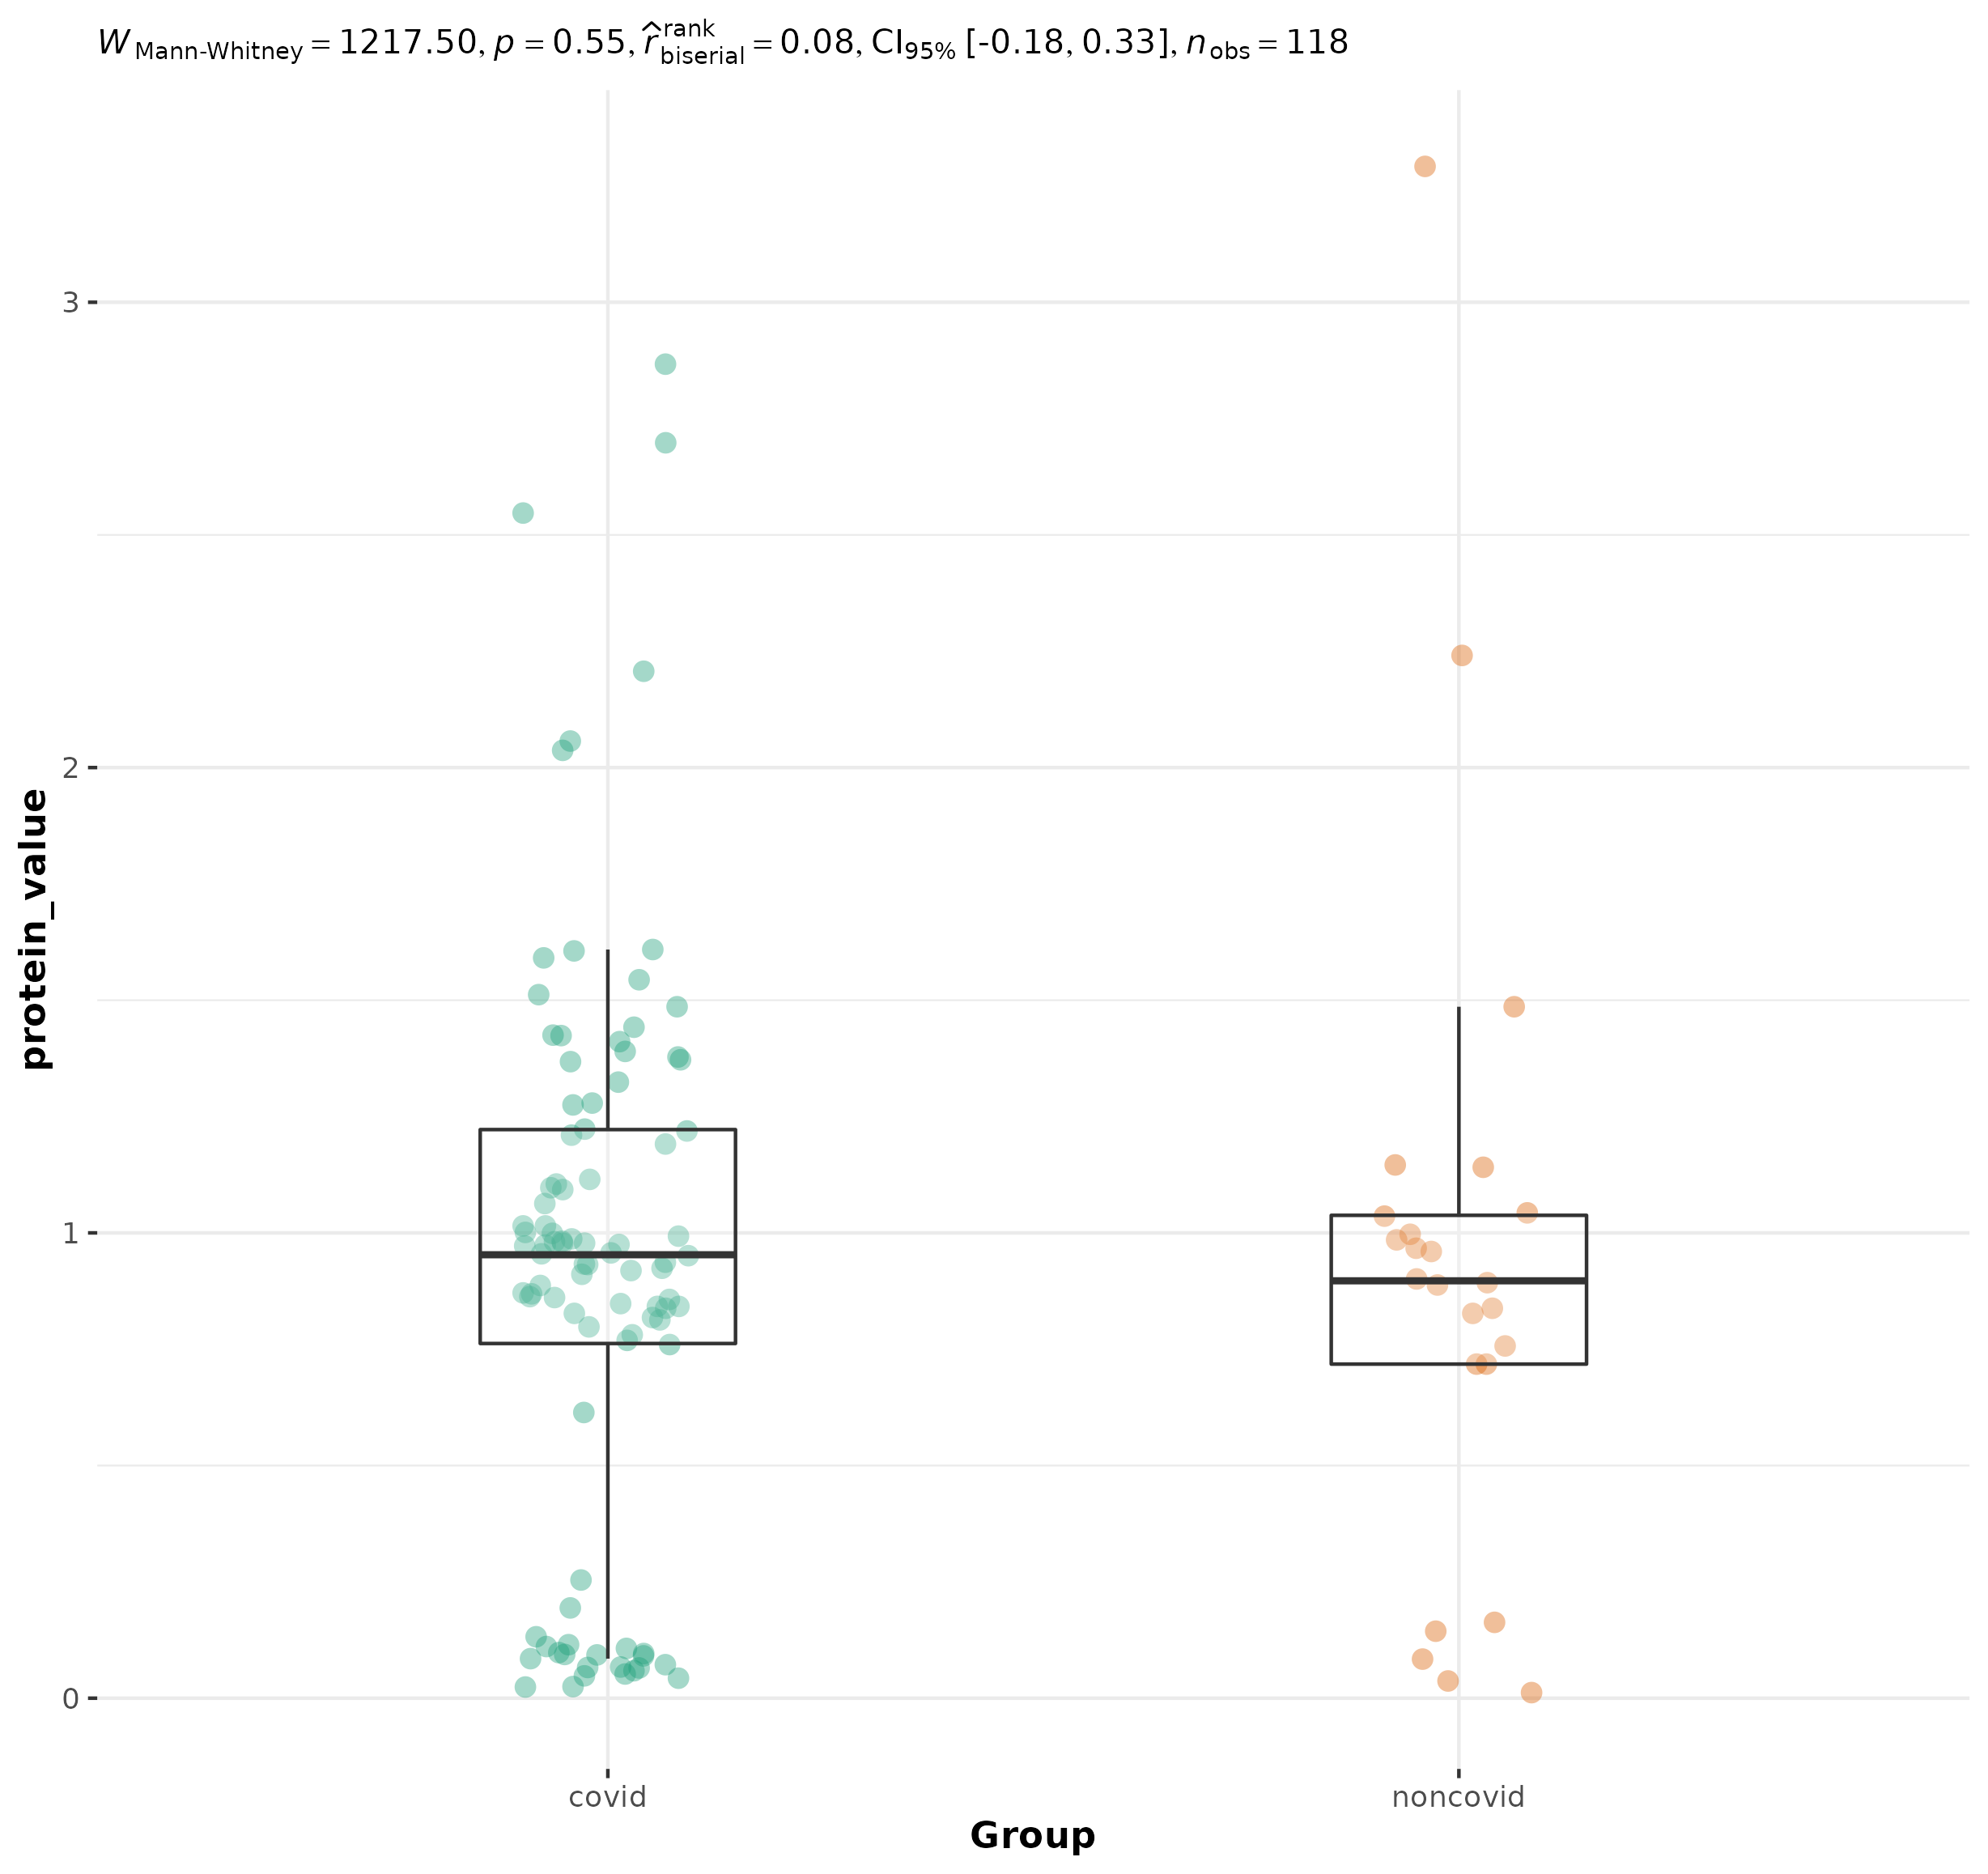 W Mann-Whitney = 1217.50, p = 0.55, r̂ rank biserial = 0.08, CI95% [-0.18, 0.33], nobs = 118
3
2
1
0
protein_value
covid noncovid
Group